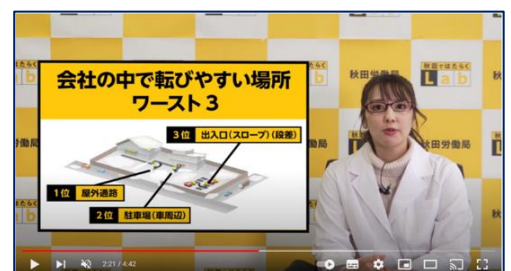 会社の中で転びやすい場所
ワースト3
3位 出入口(スロープ)(段差)
1位 屋外通路
2位 駐車場(車周辺)
秋田ではたらく
Lab
秋田労働局
2:21 / 4:42